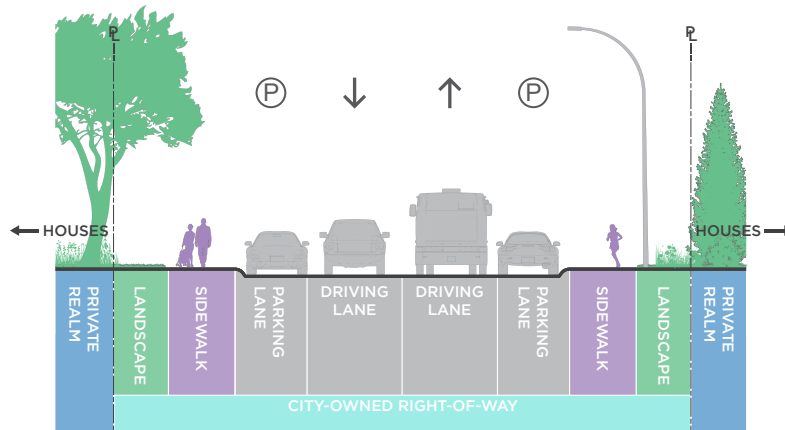 PL
PL
P
P
HOUSES
HOUSES
PRIVATE
REALM
LANDSCAPE
SIDEWALK
PARKING
LANE
DRIVING
LANE
DRIVING
LANE
PARKING
LANE
SIDEWALK
LANDSCAPE
PRIVATE
REALM
CITY-OWNED RIGHT-OF-WAY